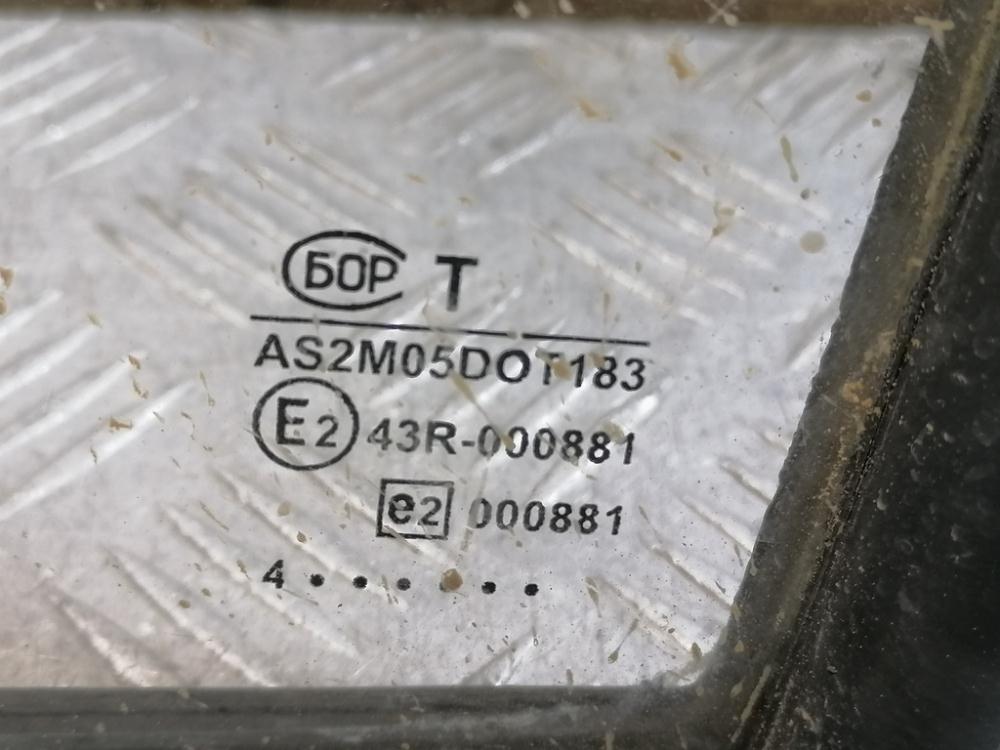 БОР T
AS2M05DOT183
E2 43R-000881
e2 000881
4 . . . . . .